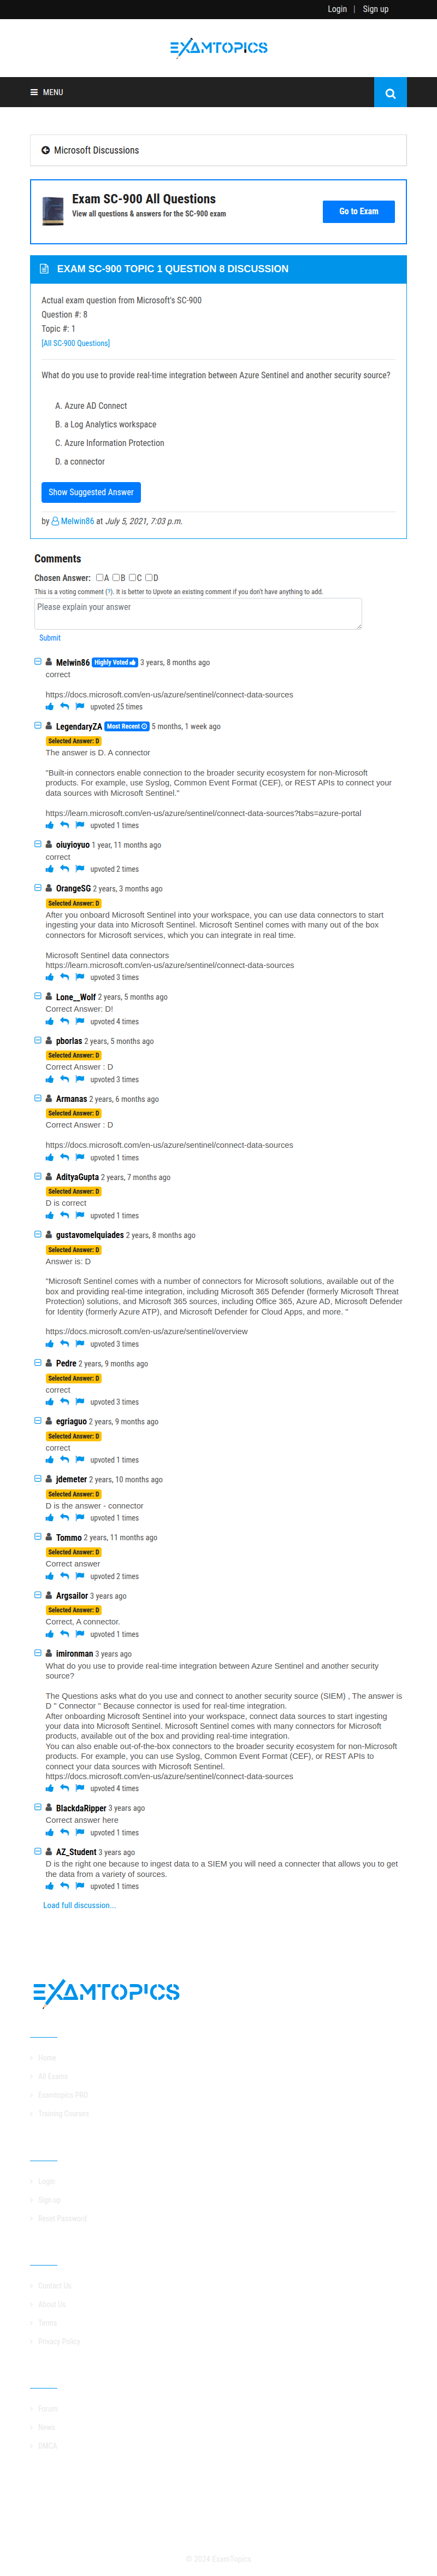 Login | Sign up
EXAMTOPICS
MENU
Microsoft Discussions
Exam SC-900 All Questions
View all questions & answers for the SC-900 exam
Go to Exam
EXAM SC-900 TOPIC 1 QUESTION 8 DISCUSSION
Actual exam question from Microsoft's SC-900
Question #: 8
Topic #: 1
[All SC-900 Questions]
What do you use to provide real-time integration between Azure Sentinel and another security source?
A. Azure AD Connect
B. a Log Analytics workspace
C. Azure Information Protection
D. a connector
Show Suggested Answer
by Melwin86 at July 5, 2021, 7:03 p.m.
Comments
Chosen Answer: A B C D
This is a voting comment (?). It is better to Upvote an existing comment if you don't have anything to add.
Please explain your answer
Submit
Melwin86 Highly Voted 3 years, 8 months ago
correct
https://docs.microsoft.com/en-us/azure/sentinel/connect-data-sources
upvoted 25 times
LegendaryZA Most Recent 5 months, 1 week ago
Selected Answer: D
The answer is D. A connector
"Built-in connectors enable connection to the broader security ecosystem for non-Microsoft
products. For example, use Syslog, Common Event Format (CEF), or REST APIs to connect your
data sources with Microsoft Sentinel."
https://learn.microsoft.com/en-us/azure/sentinel/connect-data-sources?tabs=azure-portal
upvoted 1 times
oiuyioyuo 1 year, 11 months ago
correct
upvoted 2 times
OrangeSG 2 years, 3 months ago
Selected Answer: D
After you onboard Microsoft Sentinel into your workspace, you can use data connectors to start
ingesting your data into Microsoft Sentinel. Microsoft Sentinel comes with many out of the box
connectors for Microsoft services, which you can integrate in real time.
Microsoft Sentinel data connectors
https://learn.microsoft.com/en-us/azure/sentinel/connect-data-sources
upvoted 3 times
Lone__Wolf 2 years, 5 months ago
Correct Answer: D!
upvoted 4 times
pborlas 2 years, 5 months ago
Selected Answer: D
Correct Answer : D
upvoted 3 times
Armanas 2 years, 6 months ago
Selected Answer: D
Correct Answer : D
https://docs.microsoft.com/en-us/azure/sentinel/connect-data-sources
upvoted 1 times
AdityaGupta 2 years, 7 months ago
Selected Answer: D
D is correct
upvoted 1 times
gustavomelquiades 2 years, 8 months ago
Selected Answer: D
Answer is: D
"Microsoft Sentinel comes with a number of connectors for Microsoft solutions, available out of the
box and providing real-time integration, including Microsoft 365 Defender (formerly Microsoft Threat
Protection) solutions, and Microsoft 365 sources, including Office 365, Azure AD, Microsoft Defender
for Identity (formerly Azure ATP), and Microsoft Defender for Cloud Apps, and more. "
https://docs.microsoft.com/en-us/azure/sentinel/overview
upvoted 3 times
Pedre 2 years, 9 months ago
Selected Answer: D
correct
upvoted 3 times
egriaguo 2 years, 9 months ago
Selected Answer: D
correct
upvoted 1 times
jdemeter 2 years, 10 months ago
Selected Answer: D
D is the answer - connector
upvoted 1 times
Tommo 2 years, 11 months ago
Selected Answer: D
Correct answer
upvoted 2 times
Argsailor 3 years ago
Selected Answer: D
Correct, A connector.
upvoted 1 times
imironman 3 years ago
What do you use to provide real-time integration between Azure Sentinel and another security
source?
The Questions asks what do you use and connect to another security source (SIEM) , The answer is
D " Connector " Because connector is used for real-time integration.
After onboarding Microsoft Sentinel into your workspace, connect data sources to start ingesting
your data into Microsoft Sentinel. Microsoft Sentinel comes with many connectors for Microsoft
products, available out of the box and providing real-time integration.
You can also enable out-of-the-box connectors to the broader security ecosystem for non-Microsoft
products. For example, you can use Syslog, Common Event Format (CEF), or REST APIs to
connect your data sources with Microsoft Sentinel.
https://docs.microsoft.com/en-us/azure/sentinel/connect-data-sources
upvoted 4 times
BlackdaRipper 3 years ago
Correct answer here
upvoted 1 times
AZ_Student 3 years ago
D is the right one because to ingest data to a SIEM you will need a connecter that allows you to get
the data from a variety of sources.
upvoted 1 times
Load full discussion...
EXAMTOPICS
Home
All Exams
Examtopics PRO
Training Courses
Login
Sign up
Reset Password
Contact Us
About Us
Terms
Privacy Policy
Forum
News
DMCA
© 2024 ExamTopics